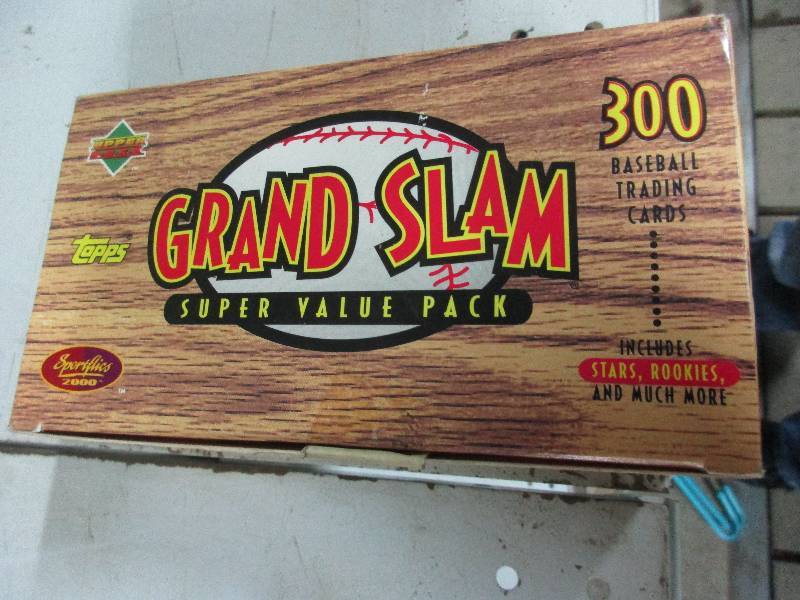 UPPER
DECK
topps
Sportflics
2000
TM
GRAND SLAM
SUPER VALUE PACK
300
BASEBALL
TRADING
CARDS
INCLUDES
STARS, ROOKIES,
AND MUCH MORE